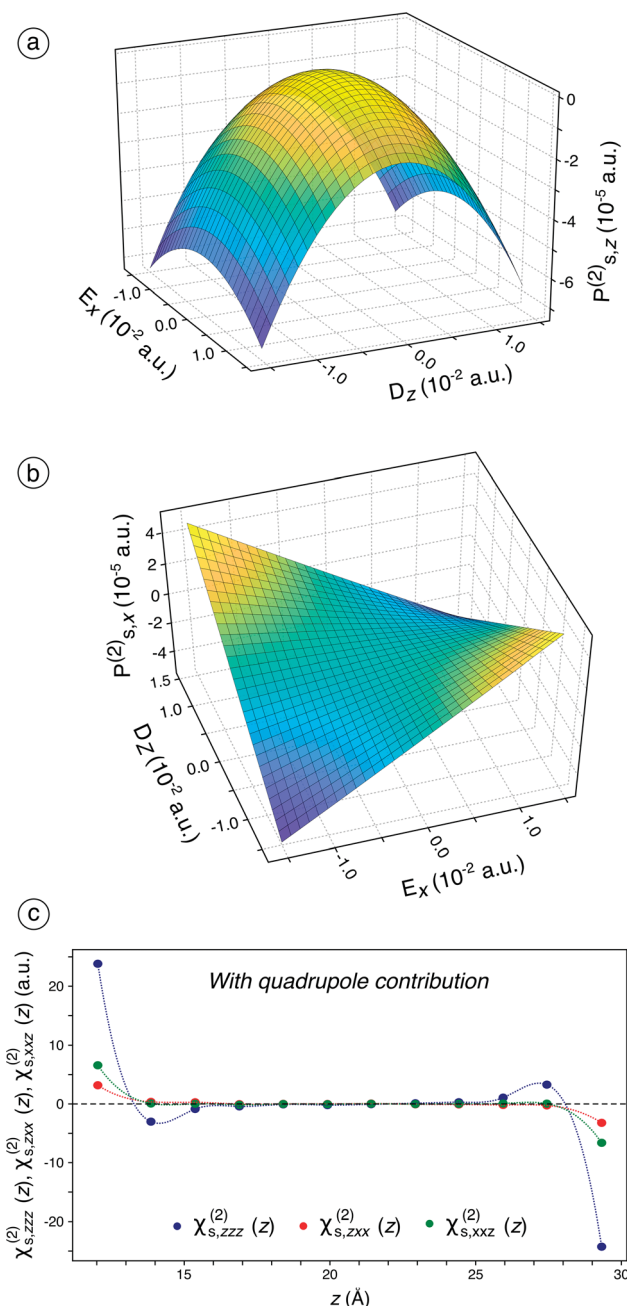 a
0
-2
-4
-6
P(2)s,z (10-5 a.u.)
-1.0
0.0
1.0
Ex (10-2 a.u.)
-1.0
0.0
1.0
Dz (10-2 a.u.)
b
4
2
0
-2
-4
P(2)s,x (10-5 a.u.)
1.5
1.0
0.0
-1.0
DZ (10-2 a.u.)
-1.0
0.0
1.0
Ex (10-2 a.u.)
c
With quadrupole contribution
20
10
0
-10
-20
χ(2)s,zzz (z), χ(2)s,zxx (z), χ(2)s,xxz (z) (a.u.)
χ(2)s,zzz (z) χ(2)s,zxx (z) χ(2)s,xxz (z)
15 20 25 30
z (Å)